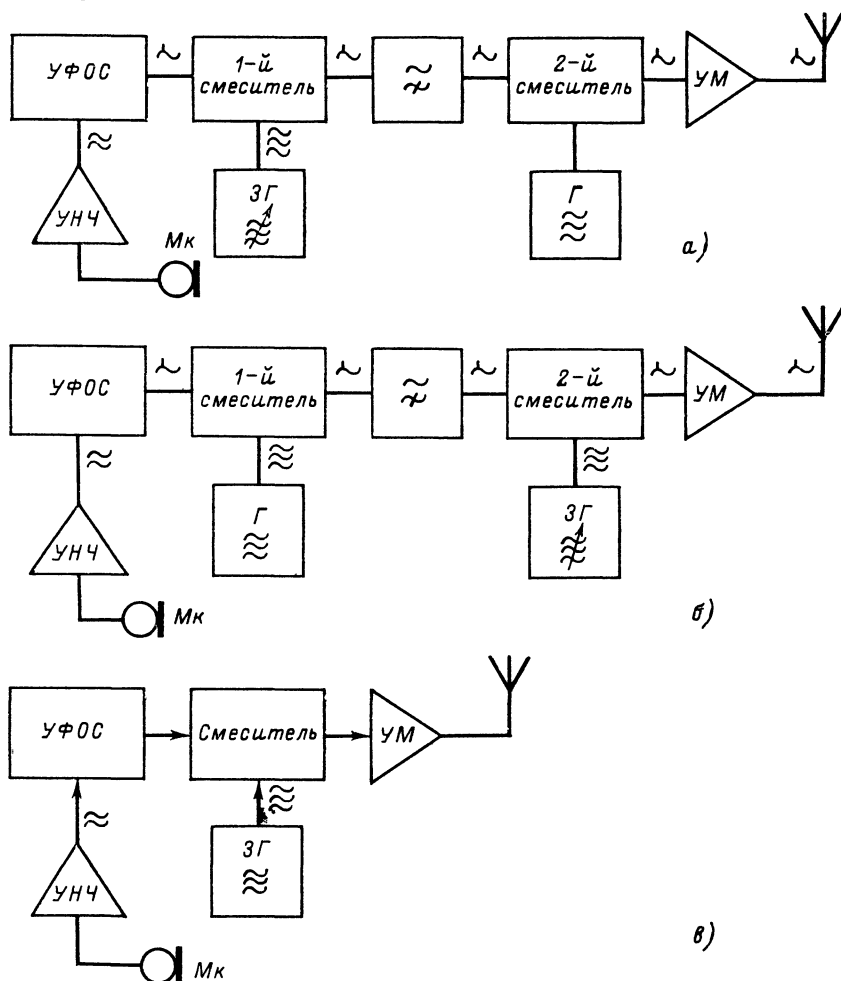 УФОС
1-й смеситель
2-й смеситель
УМ
УНЧ
ЗГ
Г
Мк
а)
УФОС
1-й смеситель
2-й смеситель
УМ
УНЧ
Г
ЗГ
Мк
б)
УФОС
Смеситель
УМ
УНЧ
ЗГ
Мк
в)